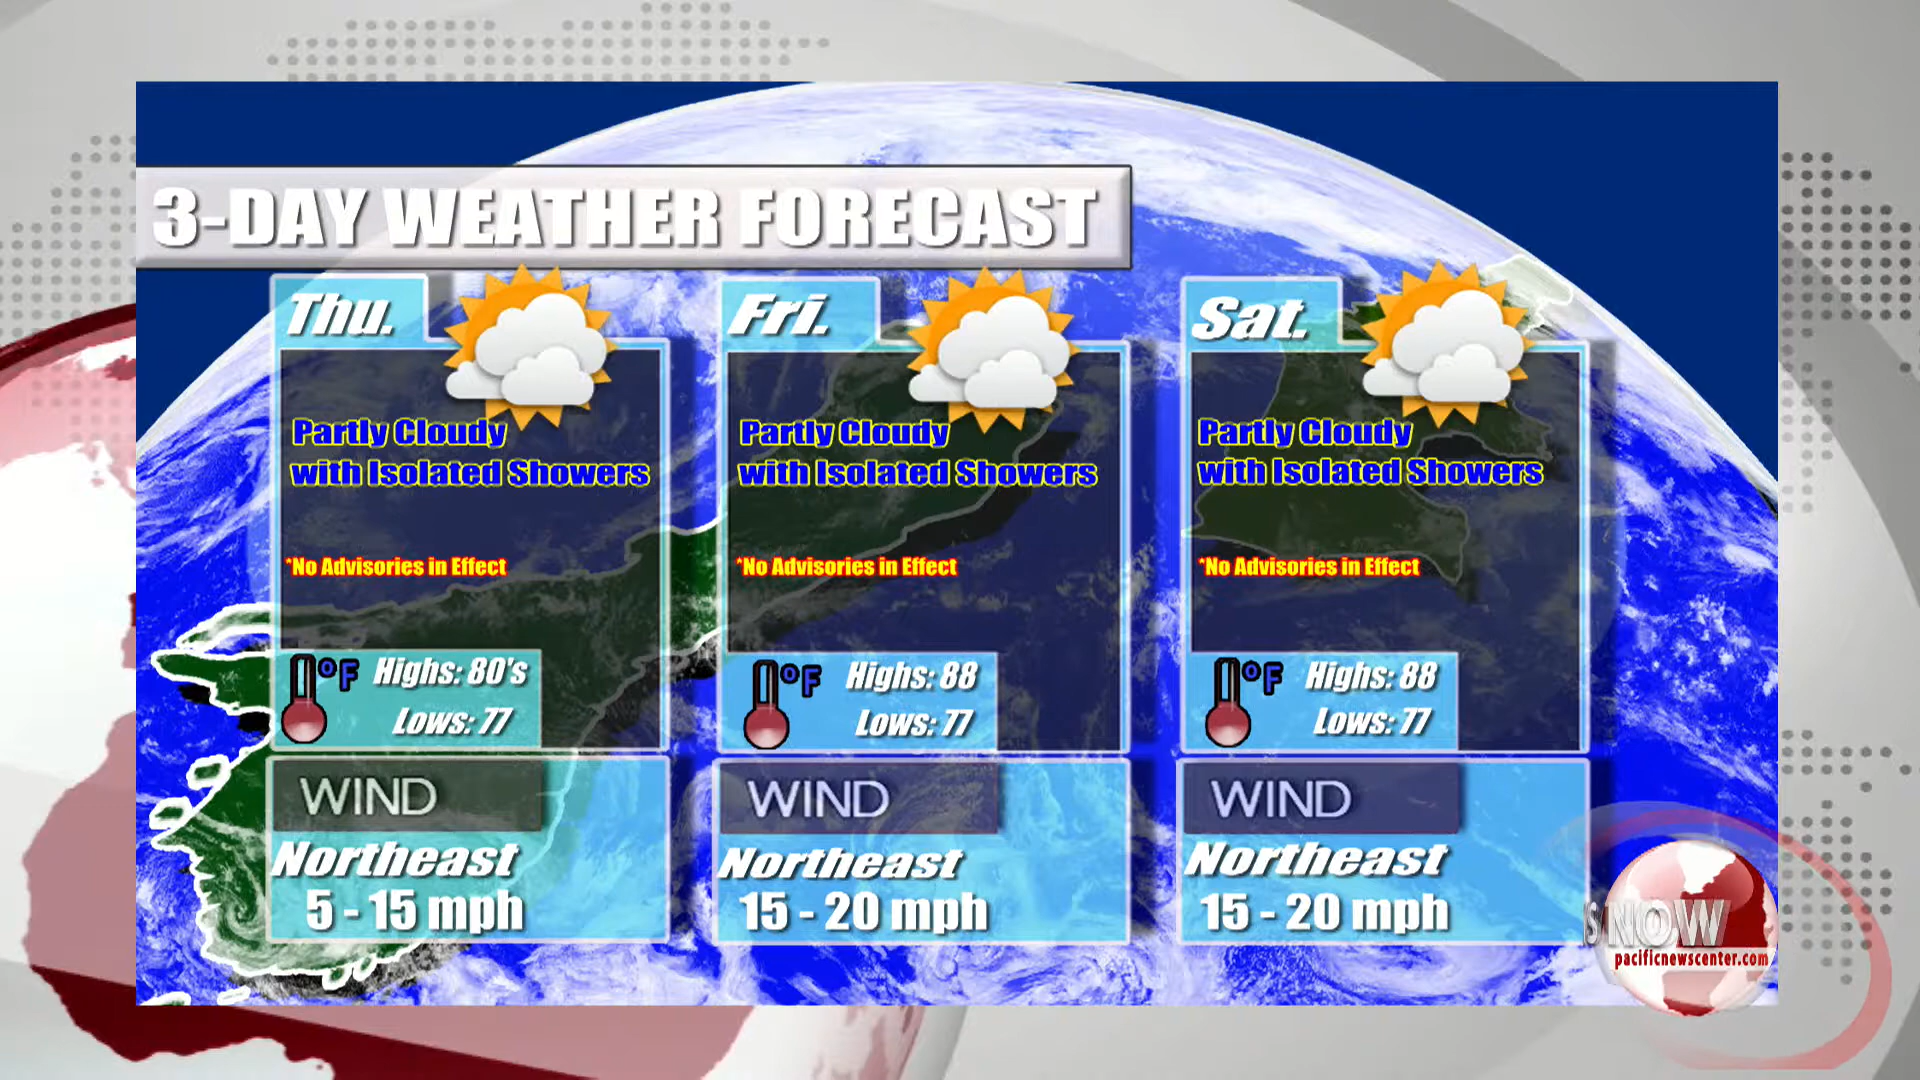 3-DAY WEATHER FORECAST
Thu.
Partly Cloudy
with Isolated Showers
*No Advisories in Effect
°F
Highs: 80's
Lows: 77
WIND
Northeast
5 - 15 mph
Fri.
Partly Cloudy
with Isolated Showers
*No Advisories in Effect
°F
Highs: 88
Lows: 77
WIND
Northeast
15 - 20 mph
Sat.
Partly Cloudy
with Isolated Showers
*No Advisories in Effect
°F
Highs: 88
Lows: 77
WIND
Northeast
15 - 20 mph
S NOW
pacificnewscenter.com